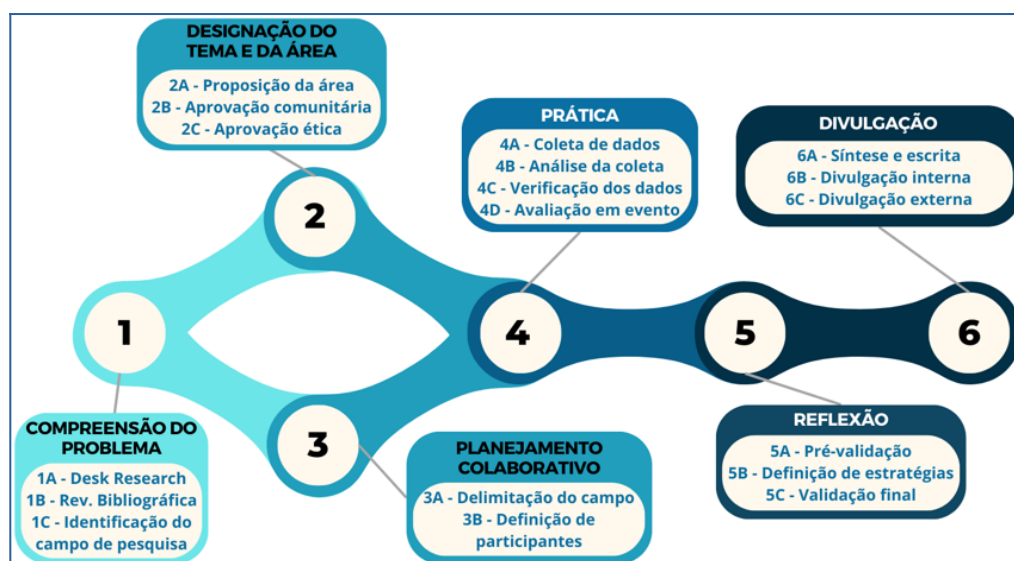 DESIGNAÇÃO DO
TEMA E DA ÁREA
2A - Proposição da área
2B - Aprovação comunitária
2C - Aprovação ética
PRÁTICA
4A - Coleta de dados
4B - Análise da coleta
4C - Verificação dos dados
4D - Avaliação em evento
DIVULGAÇÃO
6A - Síntese e escrita
6B - Divulgação interna
6C - Divulgação externa
2
1
4
5
6
3
COMPREENSÃO DO
PROBLEMA
1A - Desk Research
1B - Rev. Bibliográfica
1C - Identificação do
campo de pesquisa
PLANEJAMENTO
COLABORATIVO
3A - Delimitação do campo
3B - Definição de
participantes
REFLEXÃO
5A - Pré-validação
5B - Definição de estratégias
5C - Validação final